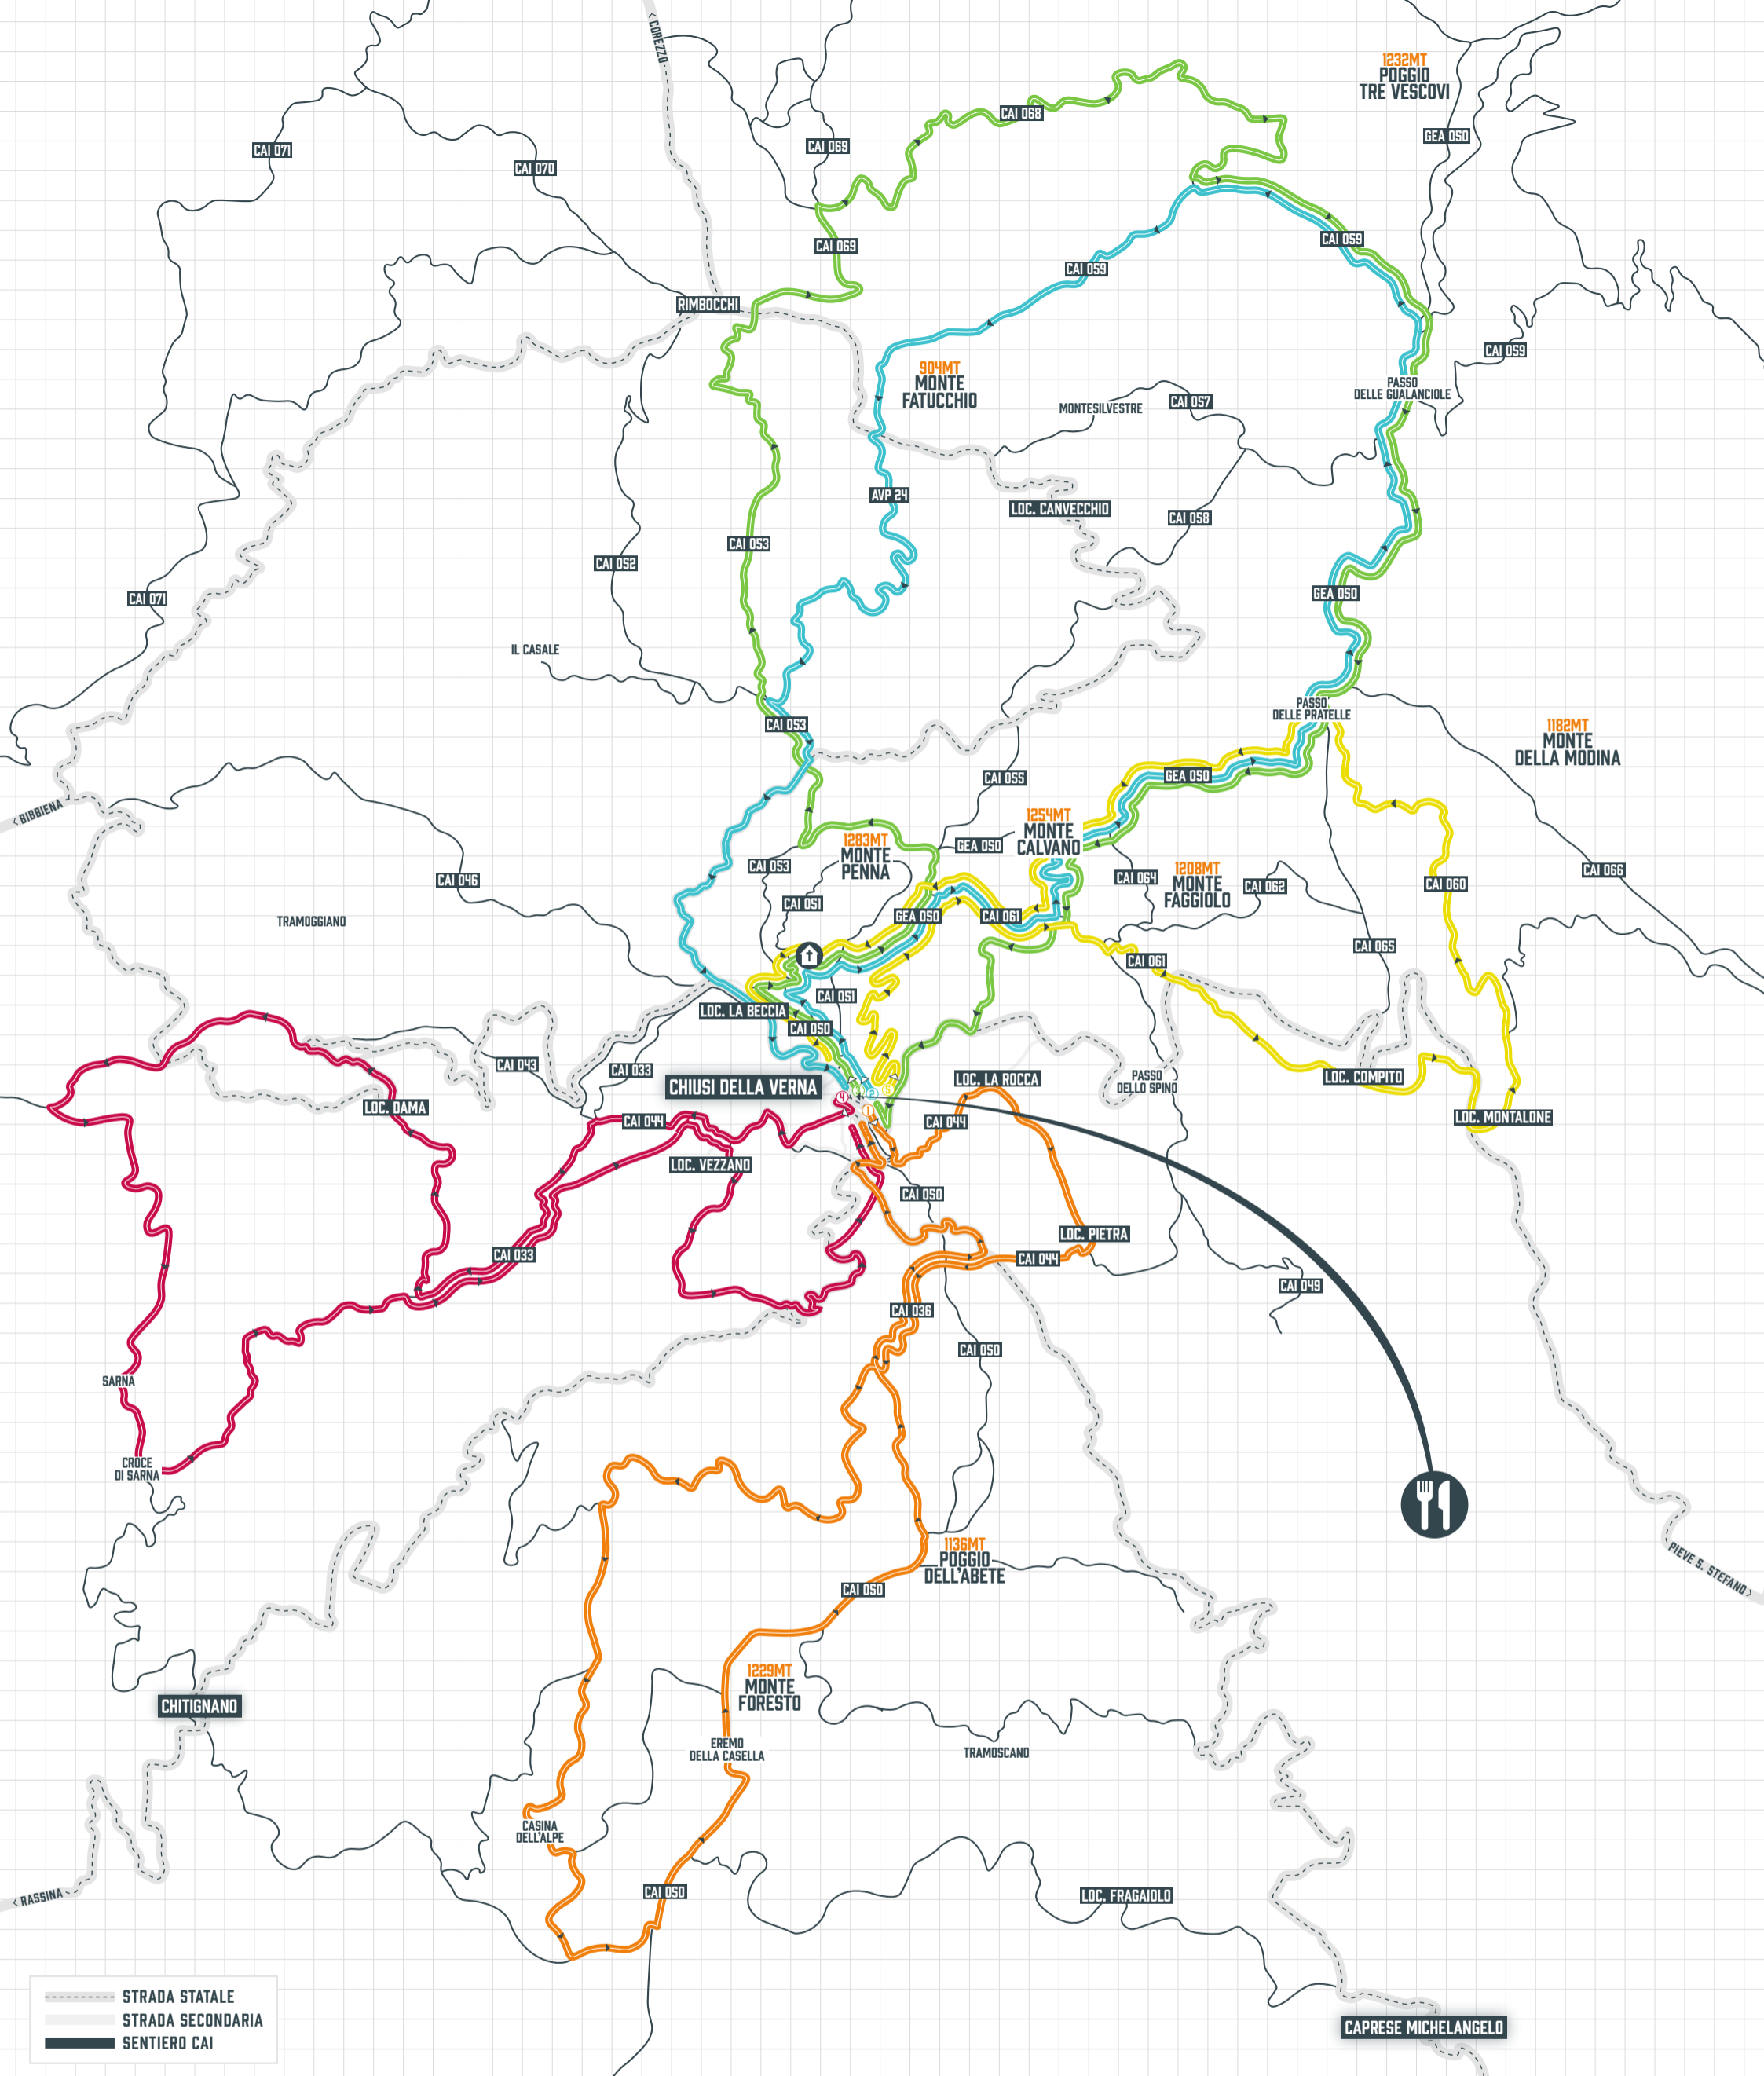 < COREZZO
1232MT
POGGIO
TRE VESCOVI
CAI 068
GEA 050
CAI 069
CAI 071
CAI 070
CAI 069
CAI 059
CAI 059
RIMBOCCHI
CAI 059
904MT
MONTE
FATUCCHIO
PASSO
DELLE GUALANCIOLE
MONTESILVESTRE
CAI 057
AVP 24
LOC. CANVECCHIO
CAI 058
CAI 053
CAI 052
GEA 050
CAI 071
IL CASALE
PASSO
DELLE PRATELLE
CAI 053
1182MT
MONTE
DELLA MODINA
GEA 050
CAI 055
< BIBBIENA
1254MT
MONTE
CALVANO
1283MT
MONTE
PENNA
GEA 050
CAI 053
CAI 064
1208MT
MONTE
FAGGIOLO
CAI 062
CAI 060
CAI 066
CAI 046
CAI 051
GEA 050
CAI 061
TRAMOGGIANO
CAI 065
CAI 061
CAI 051
LOC. LA BECCIA
CAI 050
CAI 043
CAI 033
CHIUSI DELLA VERNA
LOC. LA ROCCA
PASSO
DELLO SPINO
LOC. COMPITO
4
3
2
5
1
LOC. DAMA
CAI 044
CAI 044
LOC. MONTALONE
LOC. VEZZANO
CAI 050
LOC. PIETRA
CAI 033
CAI 044
CAI 049
CAI 036
CAI 050
SARNA
CROCE
DI SARNA
1136MT
POGGIO
DELL'ABETE
PIEVE S. STEFANO >
CAI 050
1229MT
MONTE
FORESTO
CHITIGNANO
EREMO
DELLA CASELLA
TRAMOSCANO
CASINA
DELL'ALPE
CAI 050
LOC. FRAGAIOLO
< RASSINA
STRADA STATALE
STRADA SECONDARIA
SENTIERO CAI
CAPRESE MICHELANGELO